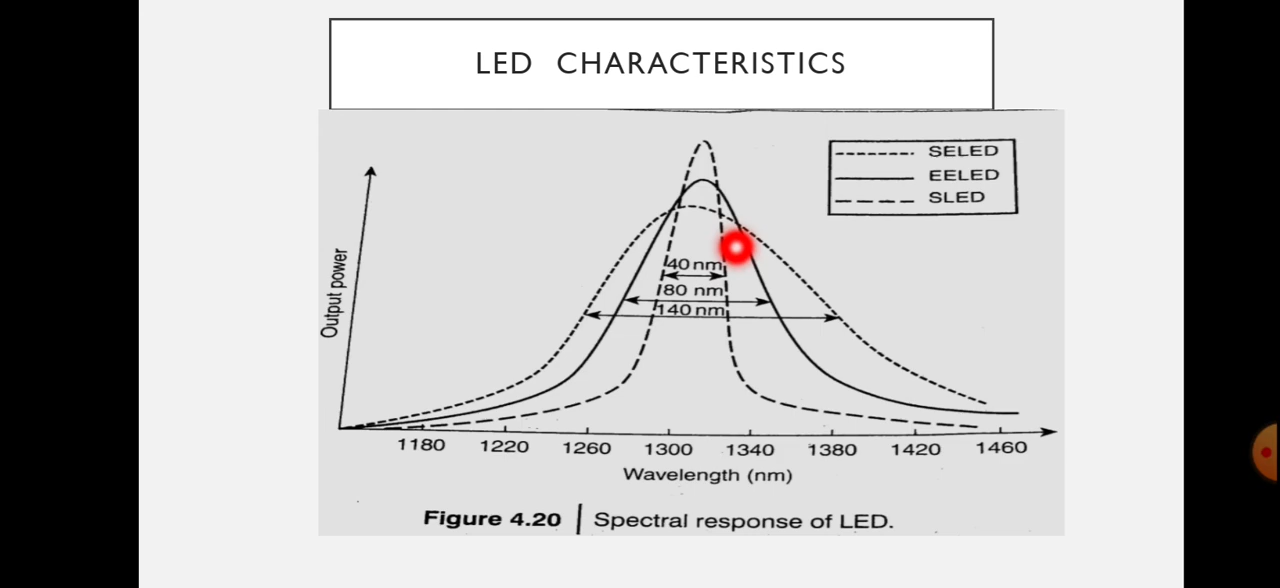 LED CHARACTERISTICS
SELED
EELED
SLED
Output power
40 nm
80 nm
140 nm
1180 1220 1260 1300 1340 1380 1420 1460
Wavelength (nm)
Figure 4.20 | Spectral response of LED.